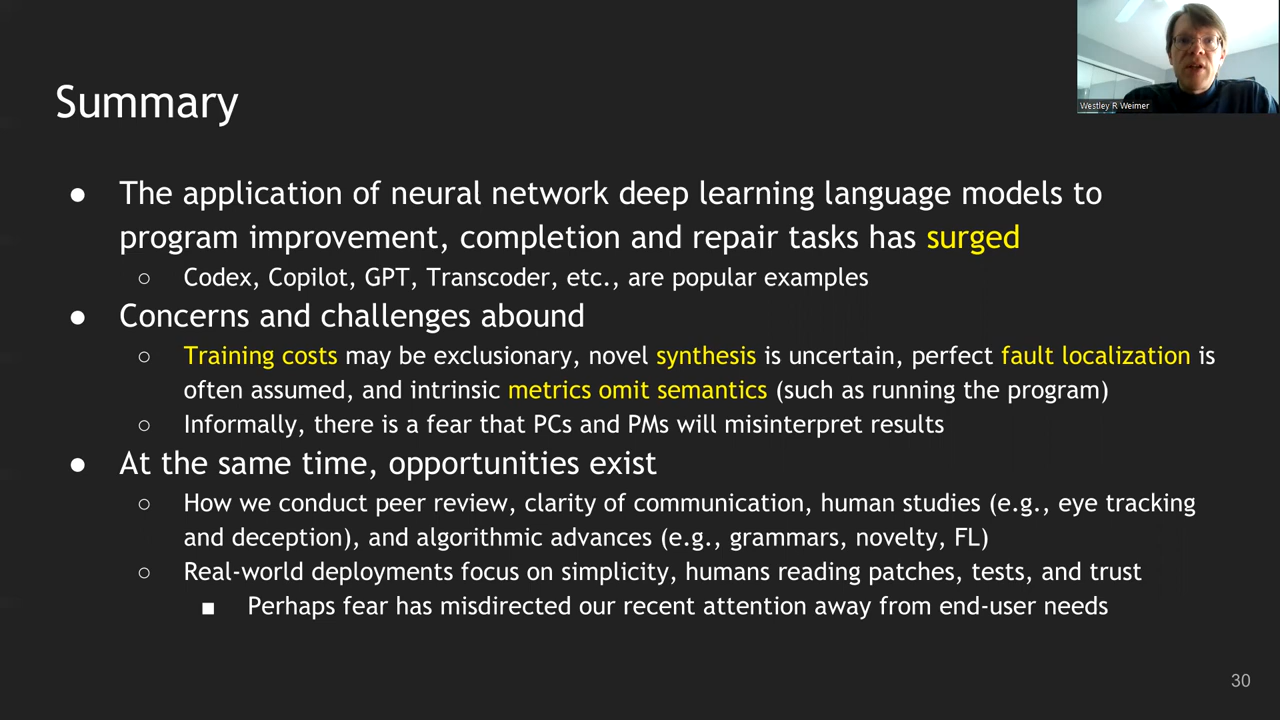 Westley R Weimer
Summary
● The application of neural network deep learning language models to
program improvement, completion and repair tasks has surged
○ Codex, Copilot, GPT, Transcoder, etc., are popular examples
● Concerns and challenges abound
○ Training costs may be exclusionary, novel synthesis is uncertain, perfect fault localization is
often assumed, and intrinsic metrics omit semantics (such as running the program)
○ Informally, there is a fear that PCs and PMs will misinterpret results
● At the same time, opportunities exist
○ How we conduct peer review, clarity of communication, human studies (e.g., eye tracking
and deception), and algorithmic advances (e.g., grammars, novelty, FL)
○ Real-world deployments focus on simplicity, humans reading patches, tests, and trust
■ Perhaps fear has misdirected our recent attention away from end-user needs
30